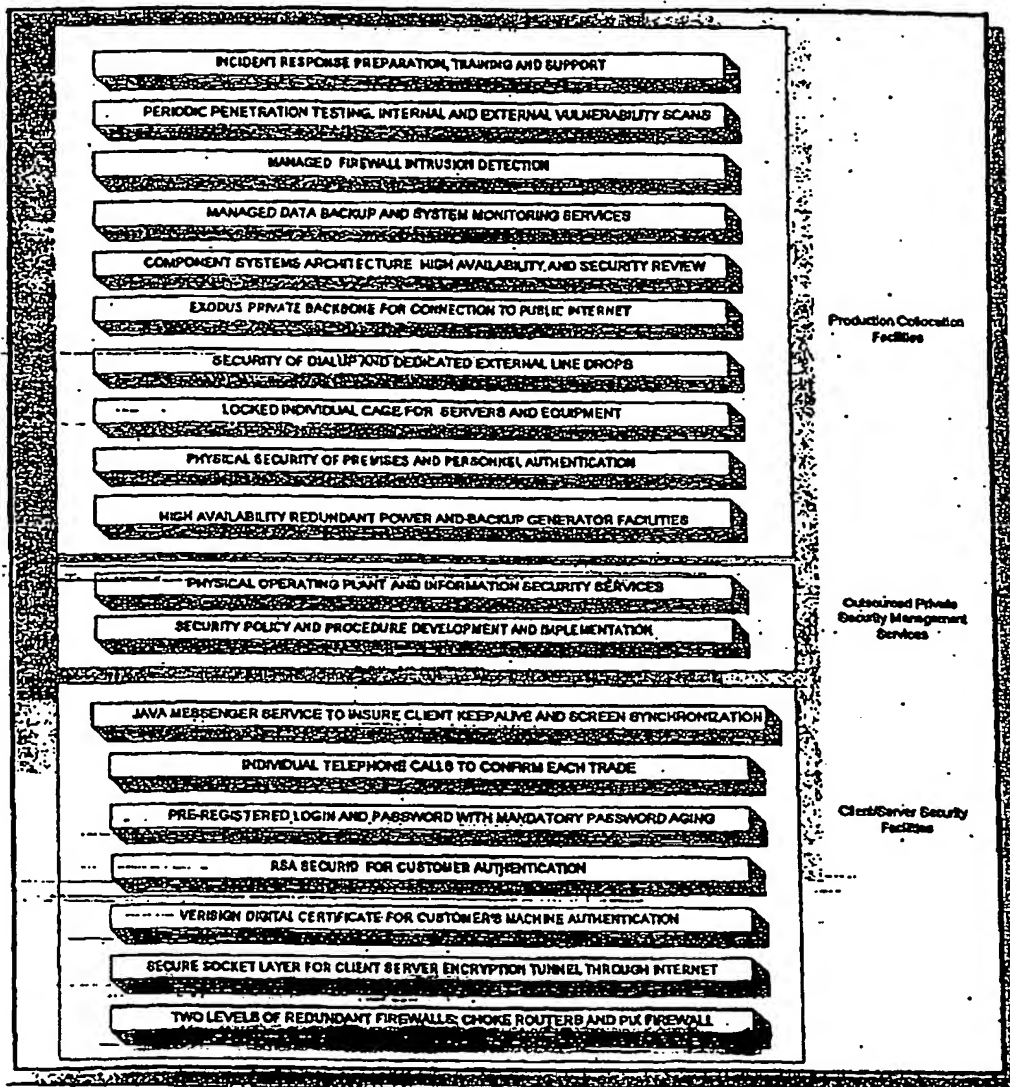 INCIDENT RESPONSE PREPARATION, TRAINING AND SUPPORT
PERIODIC PENETRATION TESTING, INTERNAL AND EXTERNAL VULNERABILITY SCANS
MANAGED FIREWALL INTRUSION DETECTION
MANAGED DATA BACKUP AND SYSTEM MONITORING SERVICES
COMPONENT SYSTEMS ARCHITECTURE HIGH AVAILABILITY, AND SECURITY REVIEW
EXODUS PRIVATE BACKBONE FOR CONNECTION TO PUBLIC INTERNET
Production Collocation
Facilities
SECURITY OF DIALUP AND DEDICATED EXTERNAL LINE DROPS
LOCKED INDIVIDUAL CAGE FOR SERVERS AND EQUIPMENT
PHYSICAL SECURITY OF PREMISES AND PERSONNEL AUTHENTICATION
HIGH AVAILABILITY REDUNDANT POWER AND BACKUP GENERATOR FACILITIES
PHYSICAL OPERATING PLANT AND INFORMATION SECURITY SERVICES
SECURITY POLICY AND PROCEDURE DEVELOPMENT AND IMPLEMENTATION
Outsourced Private
Security Management
Services
JAVA MESSENGER SERVICE TO INSURE CLIENT KEEPALIVE AND SCREEN SYNCHRONIZATION
INDIVIDUAL TELEPHONE CALLS TO CONFIRM EACH TRADE
PRE-REGISTERED LOGIN AND PASSWORD WITH MANDATORY PASSWORD AGING
Client/Server Security
Facilities
RSA SECURID FOR CUSTOMER AUTHENTICATION
VERISIGN DIGITAL CERTIFICATE FOR CUSTOMER'S MACHINE AUTHENTICATION
SECURE SOCKET LAYER FOR CLIENT SERVER ENCRYPTION TUNNEL THROUGH INTERNET
TWO LEVELS OF REDUNDANT FIREWALLS; CHOKE ROUTERS AND PIX FIREWALL